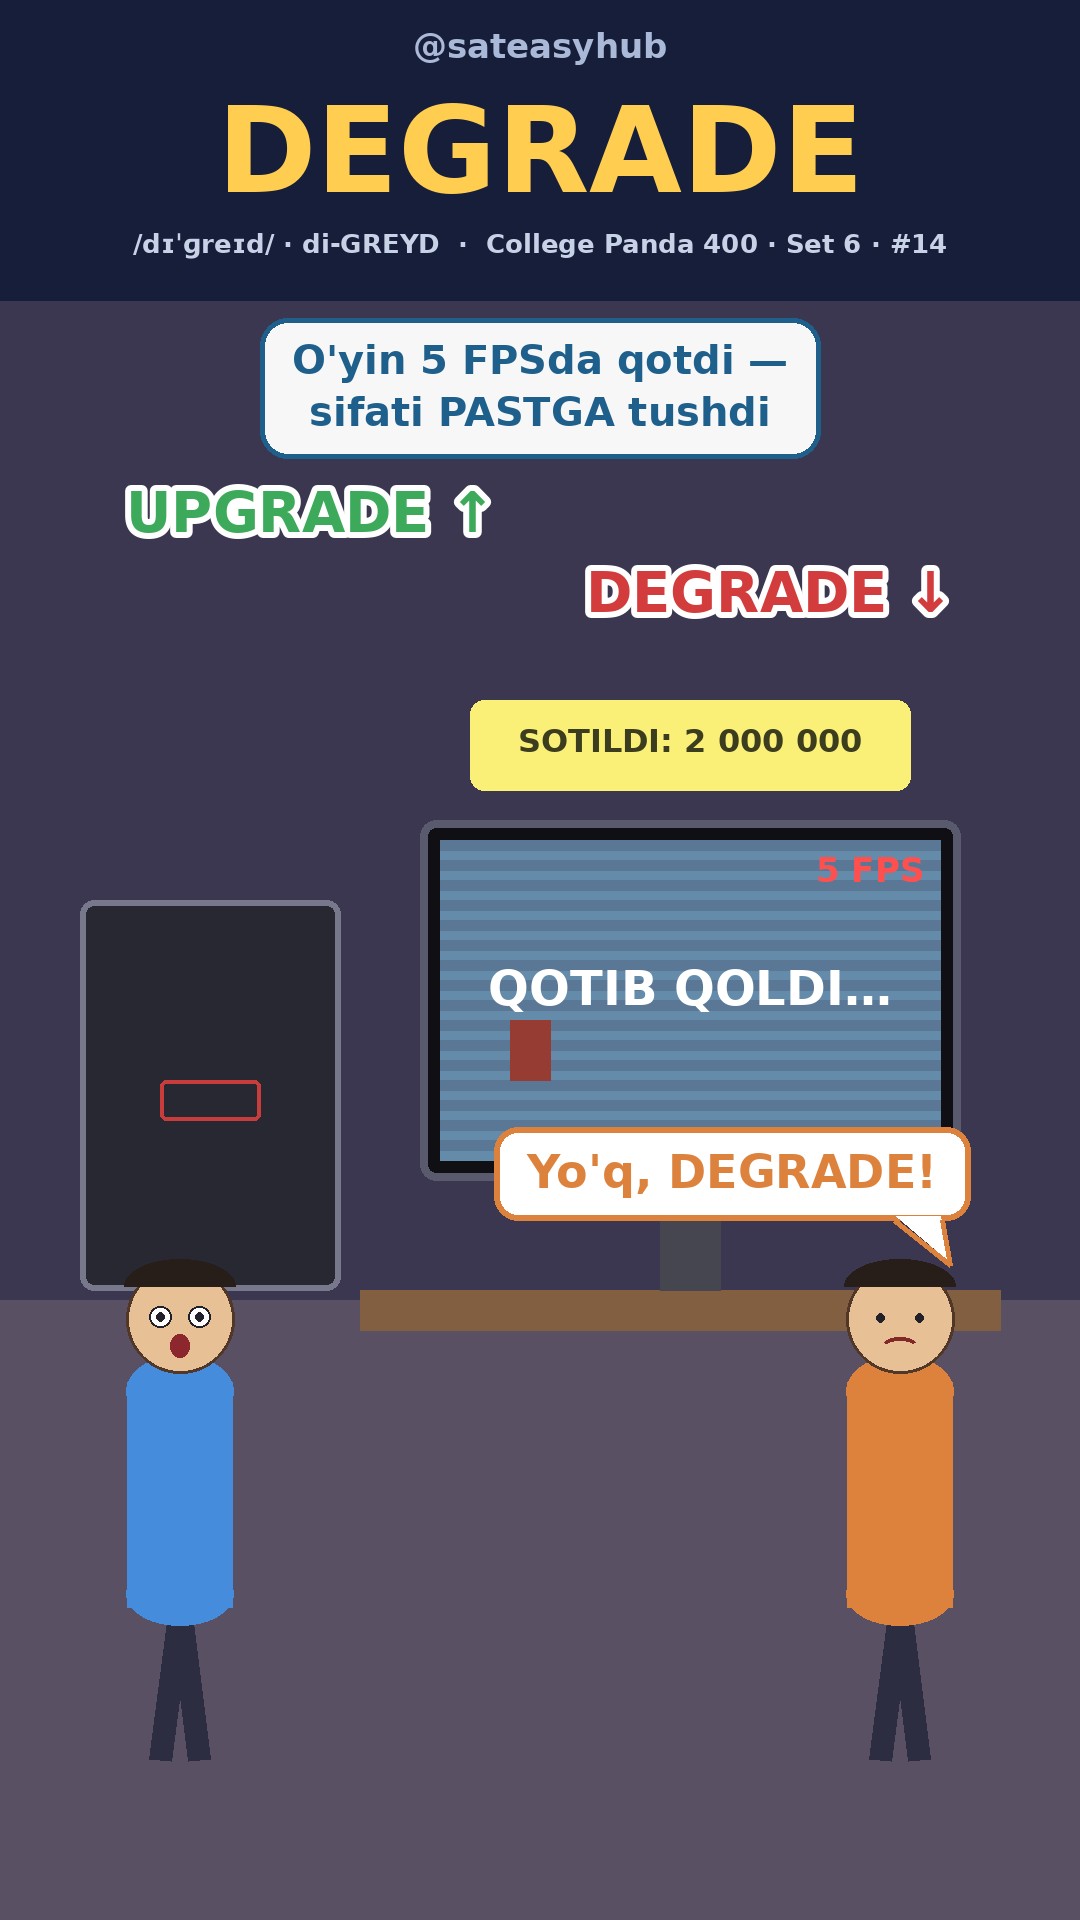 @sateasyhub
DEGRADE
/dɪˈɡreɪd/ · di-GREYD · College Panda 400 · Set 6 · #14
O'yin 5 FPSda qotdi —
sifati PASTGA tushdi
UPGRADE ↑
DEGRADE ↓
SOTILDI: 2 000 000
5 FPS
QOTIB QOLDI...
Yo'q, DEGRADE!